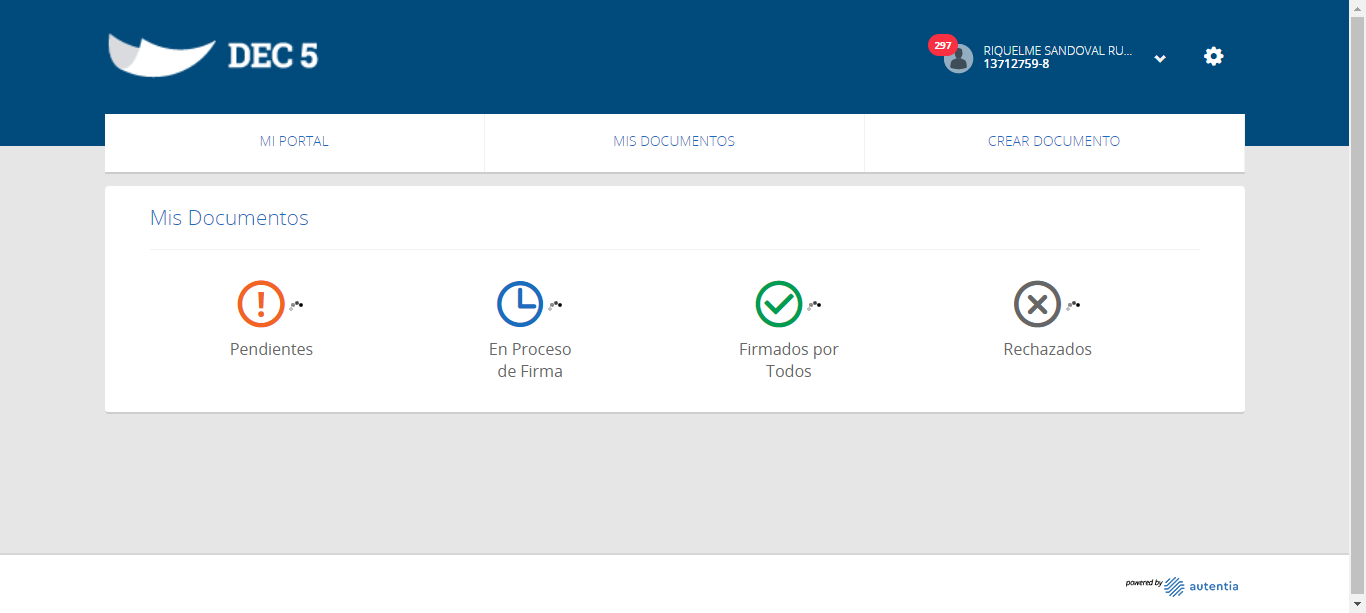 DEC 5
297
RIQUELME SANDOVAL RU...
13712759-8
MI PORTAL
MIS DOCUMENTOS
CREAR DOCUMENTO
Mis Documentos
Pendientes
En Proceso
de Firma
Firmados por
Todos
Rechazados
powered by autentia